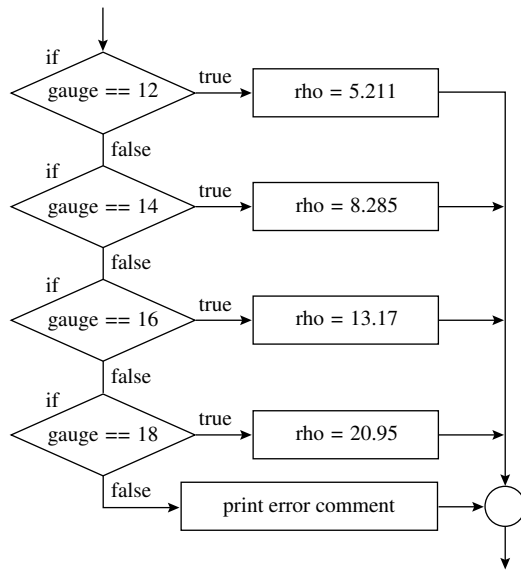 if
gauge == 12
true
rho = 5.211
false
if
gauge == 14
true
rho = 8.285
false
if
gauge == 16
true
rho = 13.17
false
if
gauge == 18
true
rho = 20.95
false
print error comment